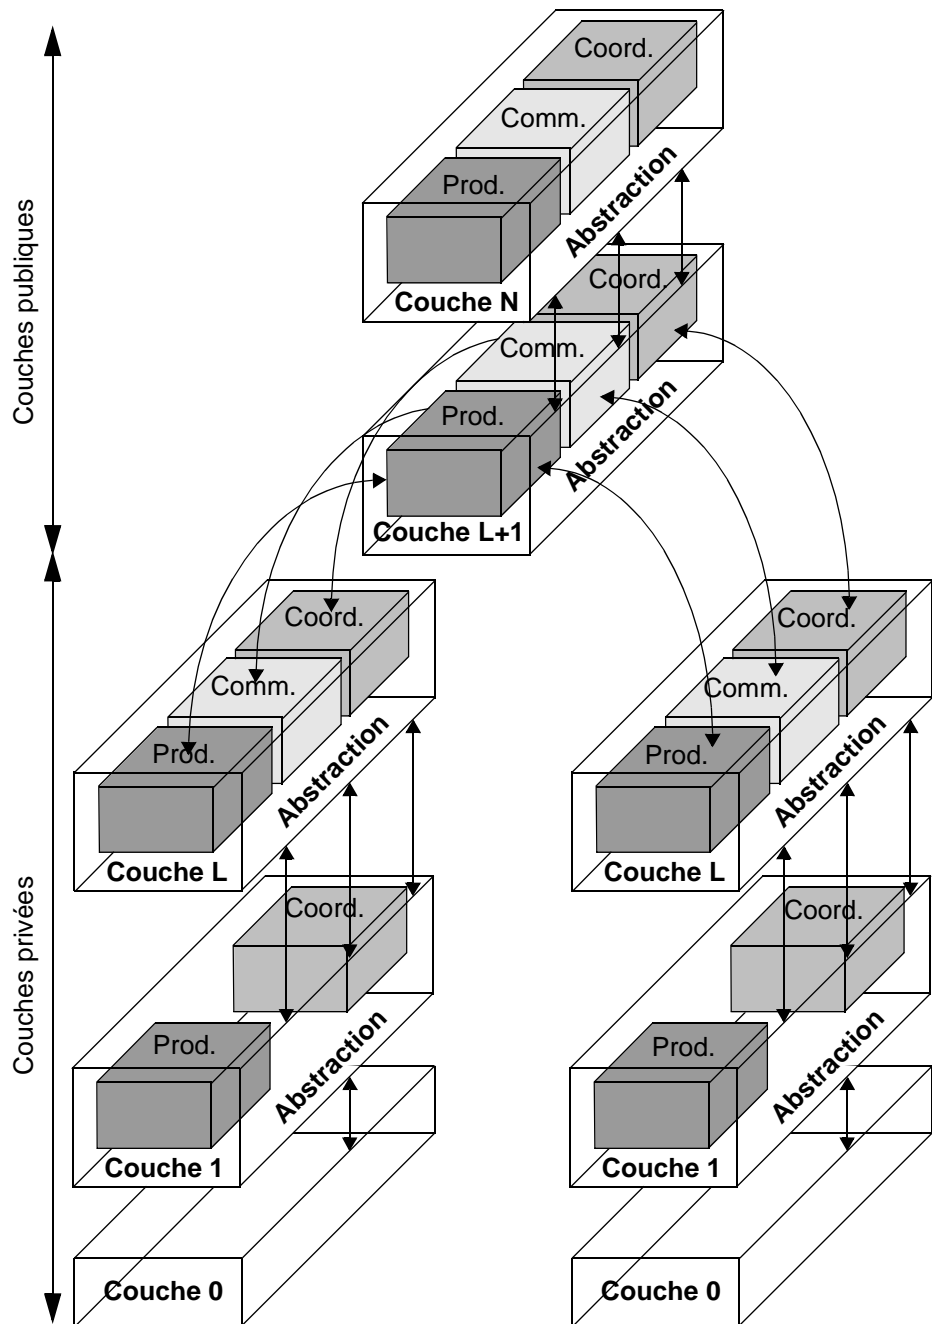 Coord.
Comm.
Prod.
Abstraction
Couche N
Couches publiques
Coord.
Comm.
Prod.
Abstraction
Couche L+1
Coord.
Comm.
Prod.
Abstraction
Couche L
Coord.
Comm.
Prod.
Abstraction
Couche L
Couches privées
Coord.
Prod.
Abstraction
Couche 1
Coord.
Prod.
Abstraction
Couche 1
Couche 0
Couche 0